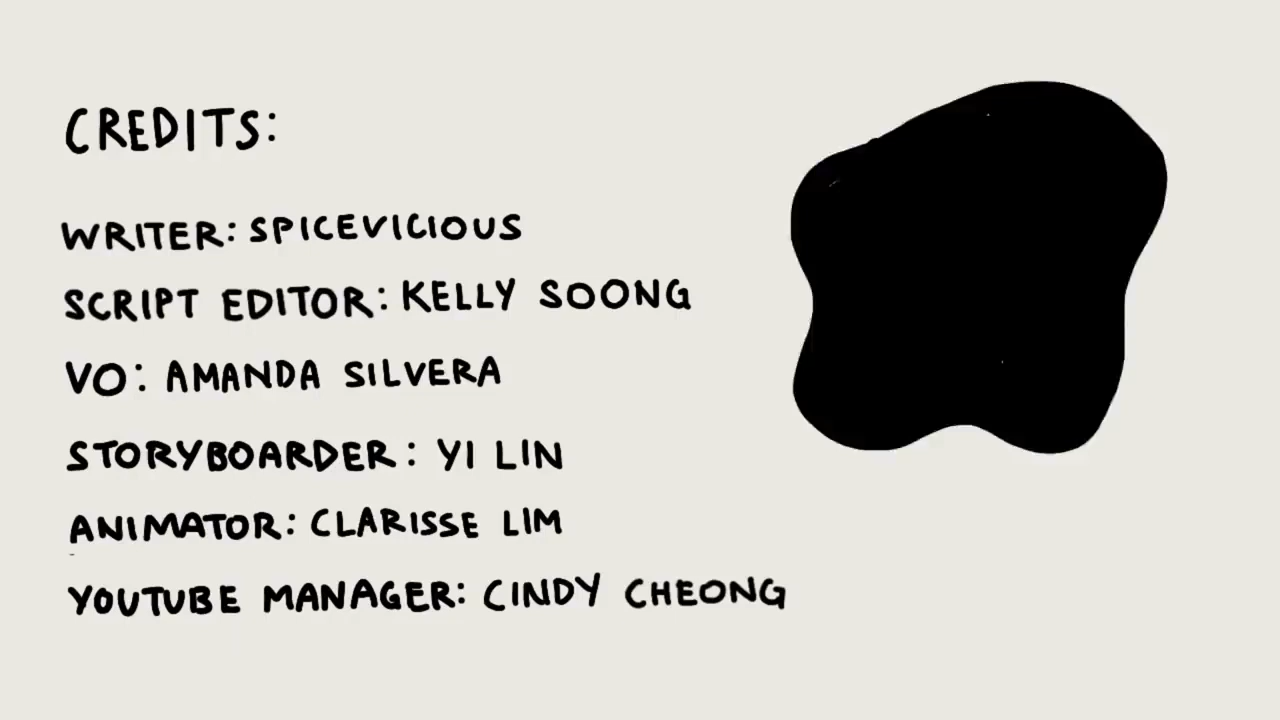 CREDITS:
WRITER: SPICEVICIOUS
SCRIPT EDITOR: KELLY SOONG
VO: AMANDA SILVERA
STORYBOARDER: YI LIN
ANIMATOR: CLARISSE LIM
YOUTUBE MANAGER: CINDY CHEONG